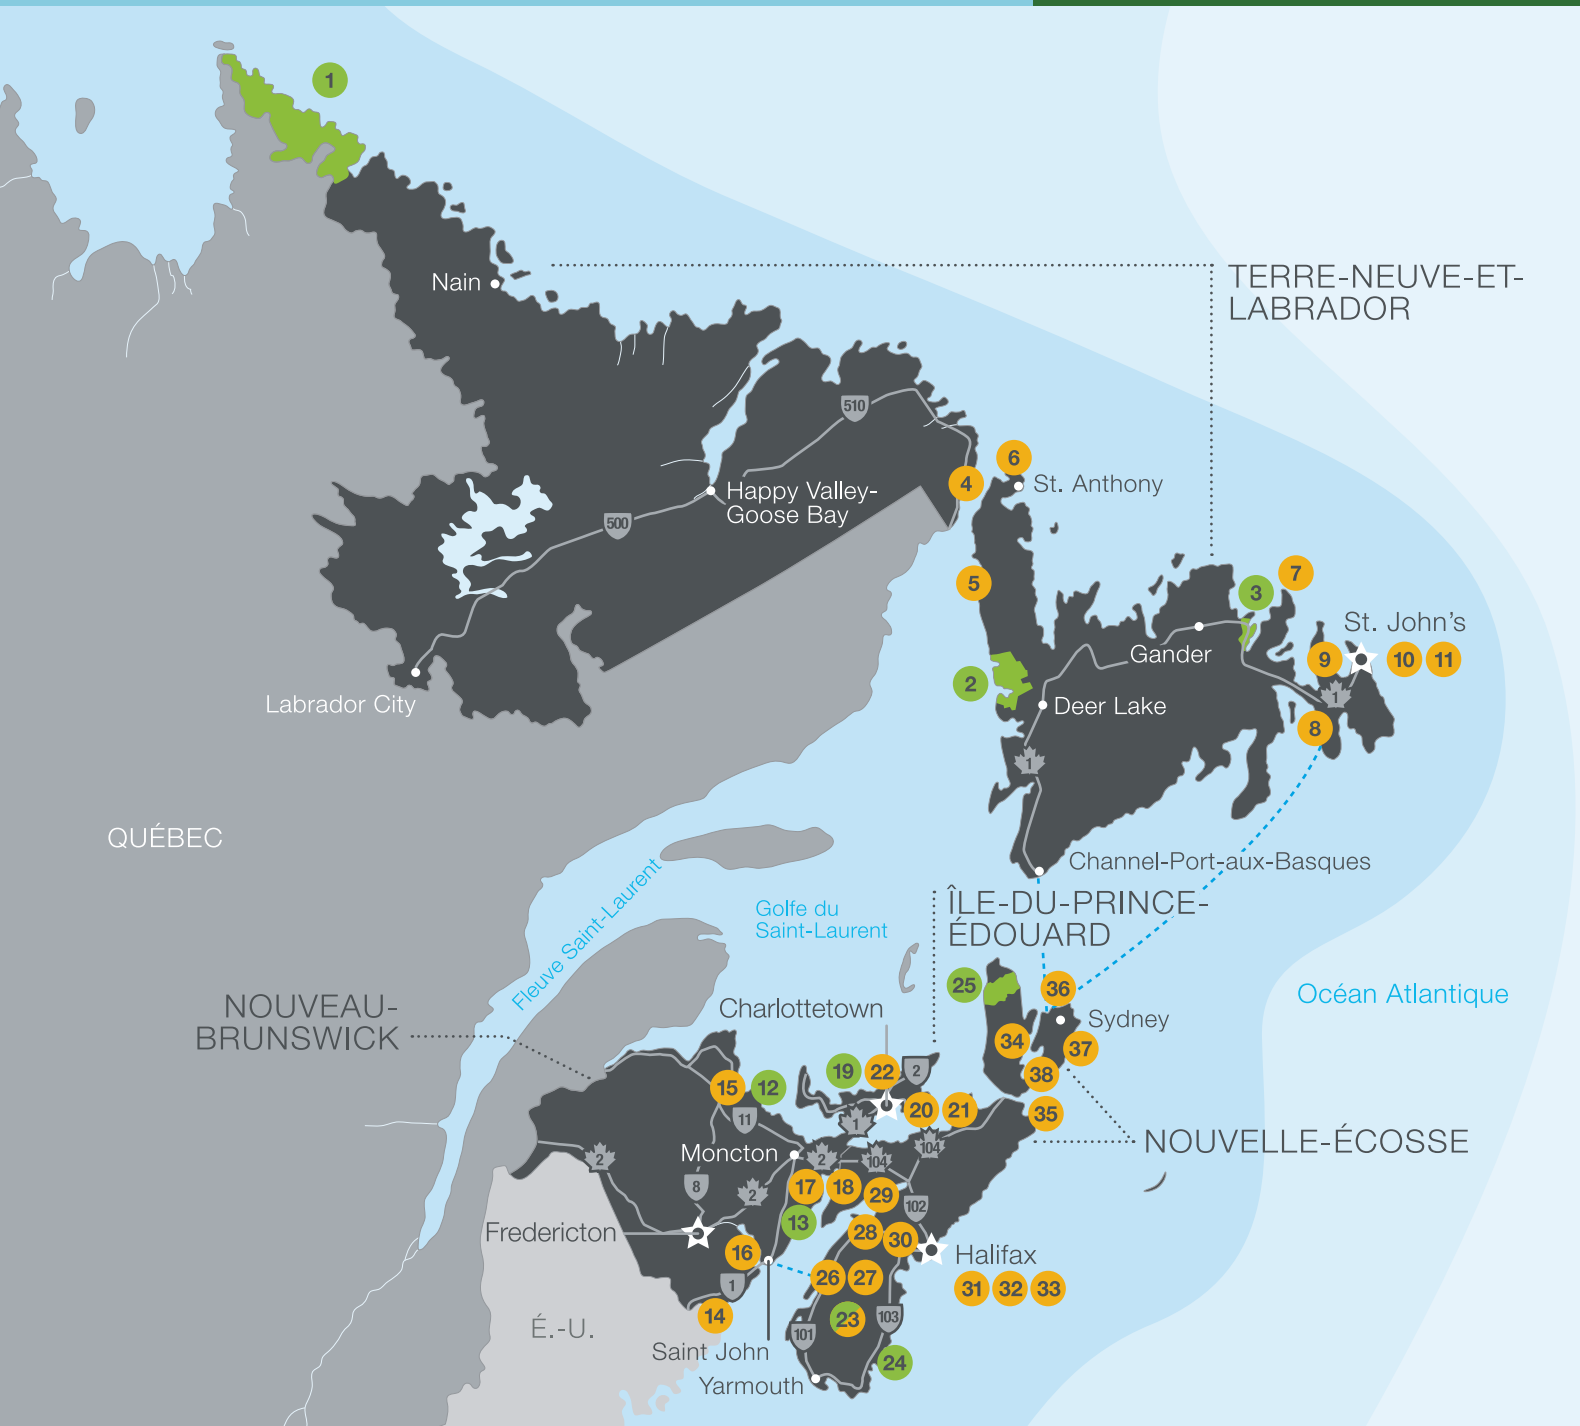 1
Nain
TERRE-NEUVE-ET-
LABRADOR
510
6
4
St. Anthony
Happy Valley-
Goose Bay
500
5
7
3
St. John's
Gander
9
10
11
2
Labrador City
Deer Lake
1
8
1
QUÉBEC
Channel-Port-aux-Basques
Fleuve Saint-Laurent
Golfe du
Saint-Laurent
ÎLE-DU-PRINCE-
ÉDOUARD
25
36
Océan Atlantique
NOUVEAU-
BRUNSWICK
Charlottetown
Sydney
34
37
19
22
2
38
15
12
20
21
35
11
1
104
NOUVELLE-ÉCOSSE
Moncton
2
2
104
8
2
17
18
29
102
13
Fredericton
28
30
16
Halifax
26
27
1
31
32
33
14
23
103
É.-U.
101
Saint John
24
Yarmouth